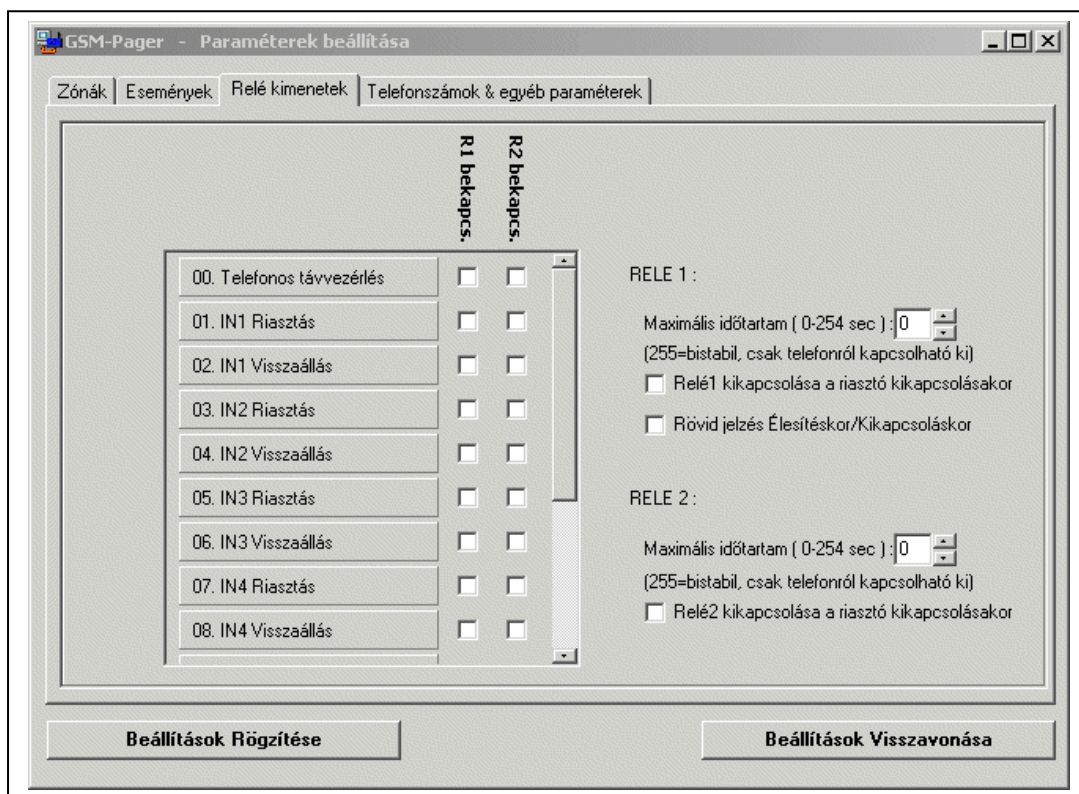 GSM-Pager - Paraméterek beállítása
Zónák Események Relé kimenetek Telefonszámok & egyéb paraméterek
R1 bekapcs.
R2 bekapcs.
00. Telefonos távvezérlés
01. IN1 Riasztás
02. IN1 Visszaállás
03. IN2 Riasztás
04. IN2 Visszaállás
05. IN3 Riasztás
06. IN3 Visszaállás
07. IN4 Riasztás
08. IN4 Visszaállás
RELE 1 :
Maximális időtartam ( 0-254 sec ) : 0
(255=bistabil, csak telefonról kapcsolható ki)
Relé1 kikapcsolása a riasztó kikapcsolásakor
Rövid jelzés Élesítéskor/Kikapcsoláskor
RELE 2 :
Maximális időtartam ( 0-254 sec ) : 0
(255=bistabil, csak telefonról kapcsolható ki)
Relé2 kikapcsolása a riasztó kikapcsolásakor
Beállítások Rögzítése
Beállítások Visszavonása